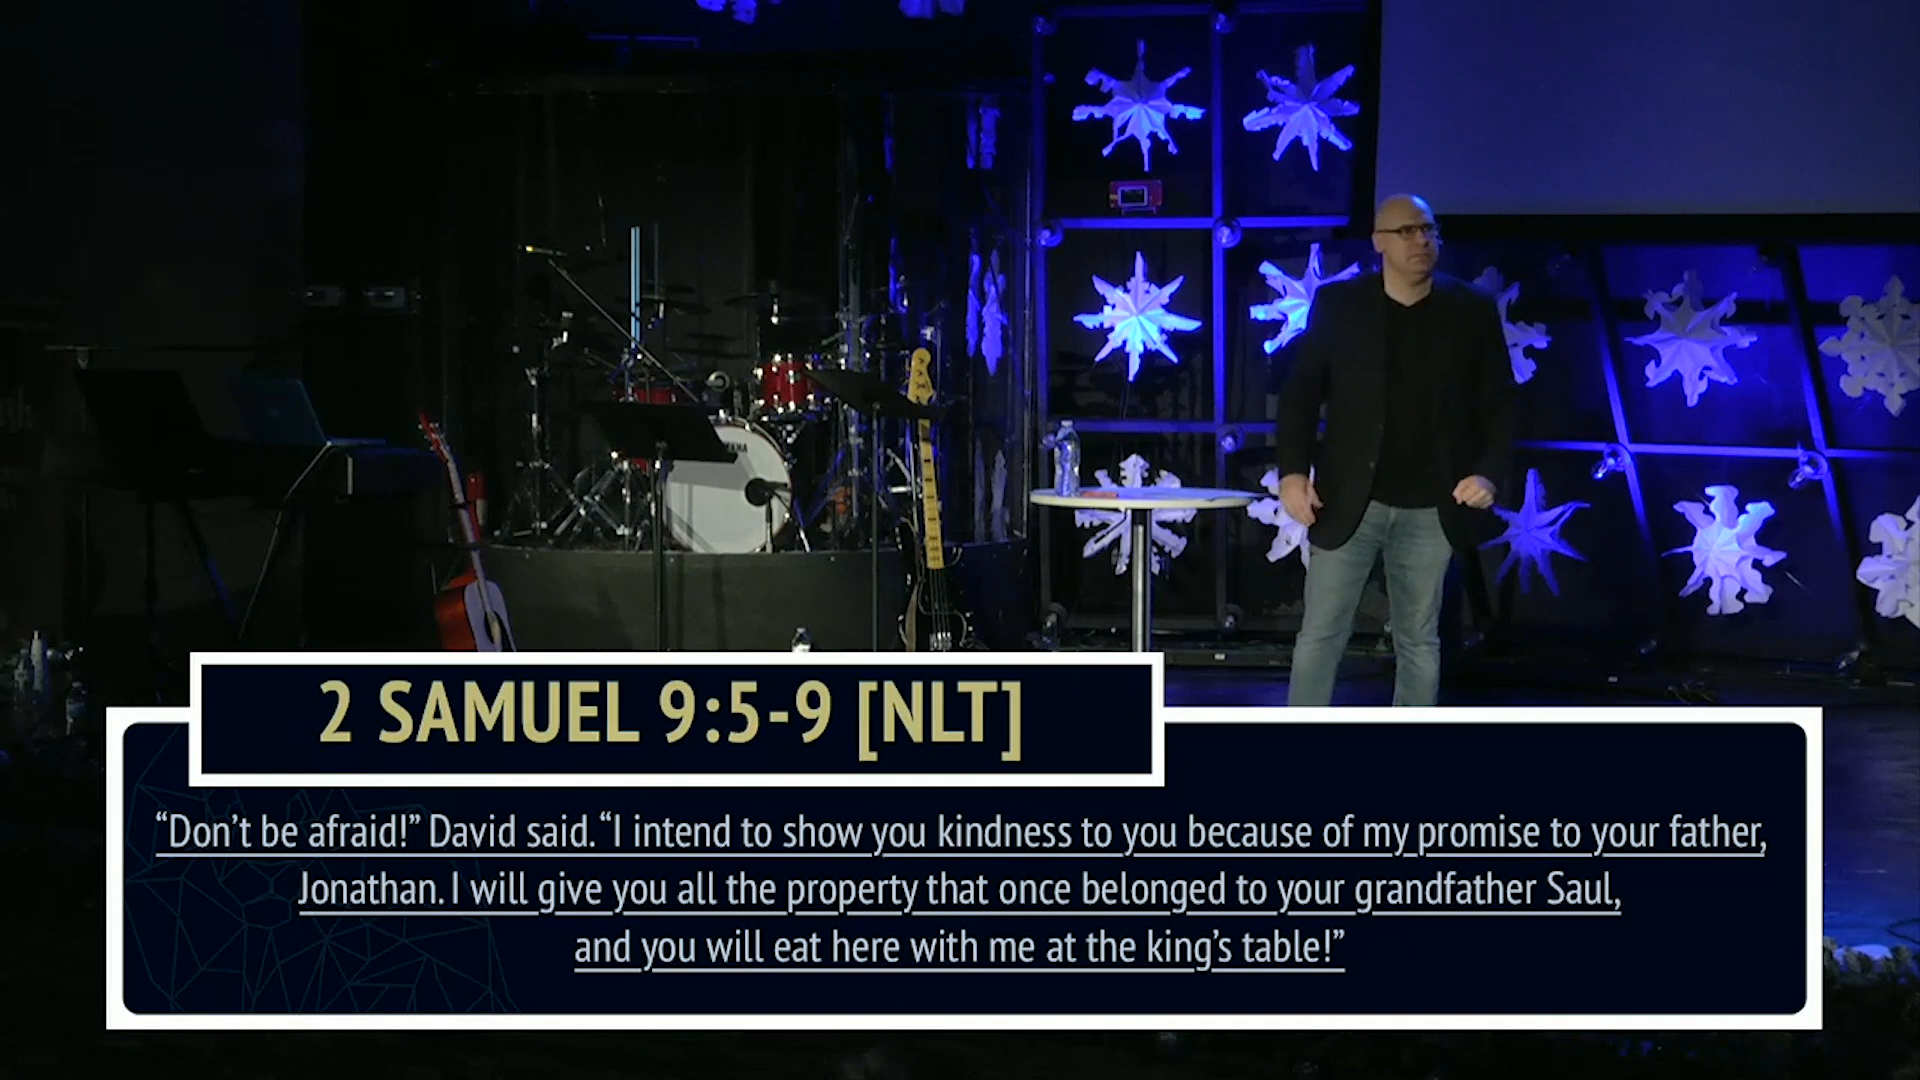 2 SAMUEL 9:5-9 [NLT]
“Don’t be afraid!” David said. “I intend to show you kindness to you because of my promise to your father,
Jonathan. I will give you all the property that once belonged to your grandfather Saul,
and you will eat here with me at the king’s table!”